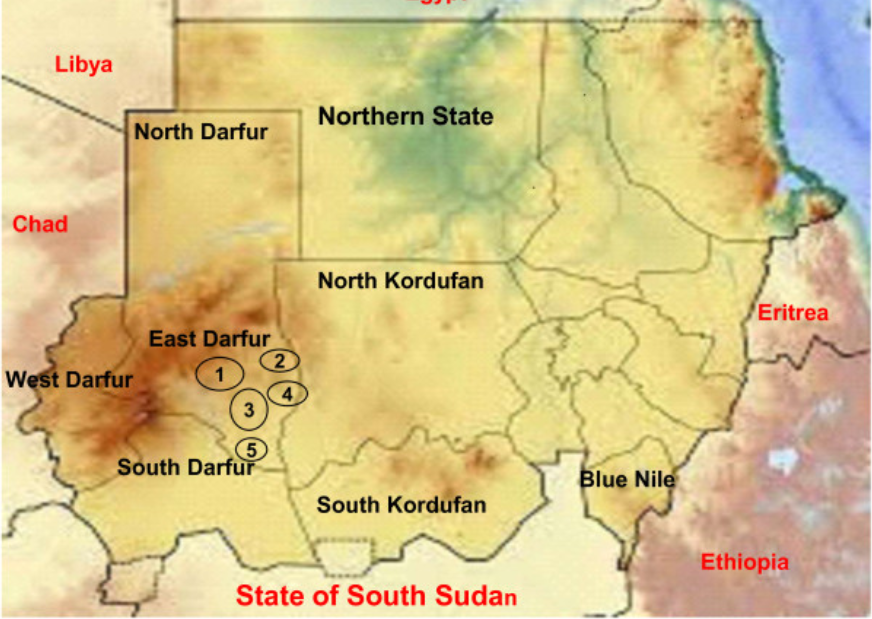 Egypt
Libya
North Darfur
Northern State
Chad
North Kordufan
Eritrea
East Darfur
2
1
West Darfur
4
3
5
South Darfur
Blue Nile
South Kordufan
Ethiopia
State of South Sudan